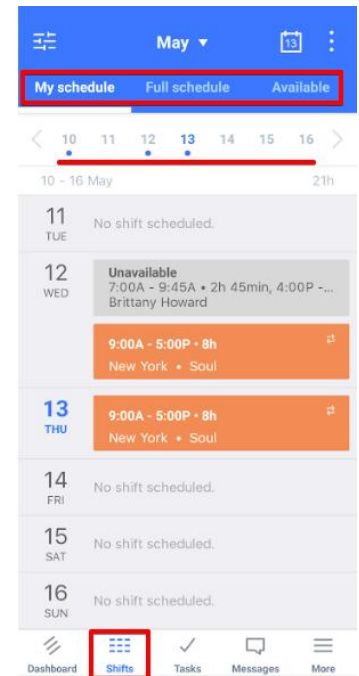 May ▼
13
My schedule Full schedule Available
< 10 11 12 13 14 15 16 >
10 - 16 May 21h
11
TUE
No shift scheduled.
12
WED
Unavailable
7:00A - 9:45A • 2h 45min, 4:00P -...
Brittany Howard
9:00A - 5:00P • 8h
New York • Soul
13
THU
9:00A - 5:00P • 8h
New York • Soul
14
FRI
No shift scheduled.
15
SAT
No shift scheduled.
16
SUN
No shift scheduled.
Dashboard Shifts Tasks Messages More